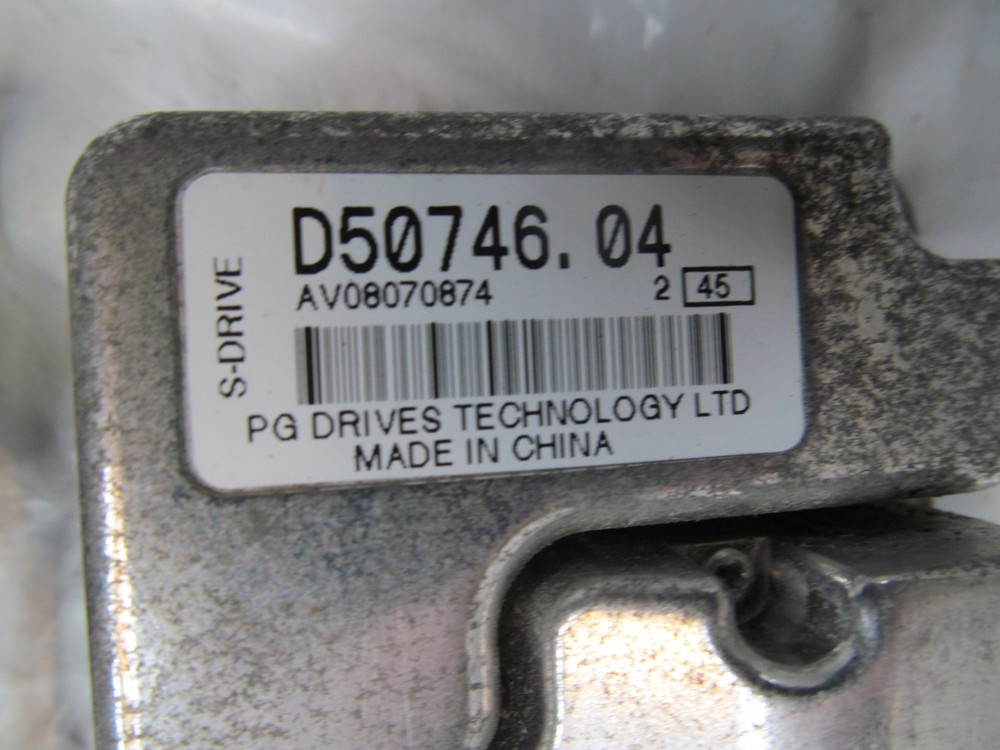 D50746.04
AV08070874 2 45
S-DRIVE
PG DRIVES TECHNOLOGY LTD
MADE IN CHINA